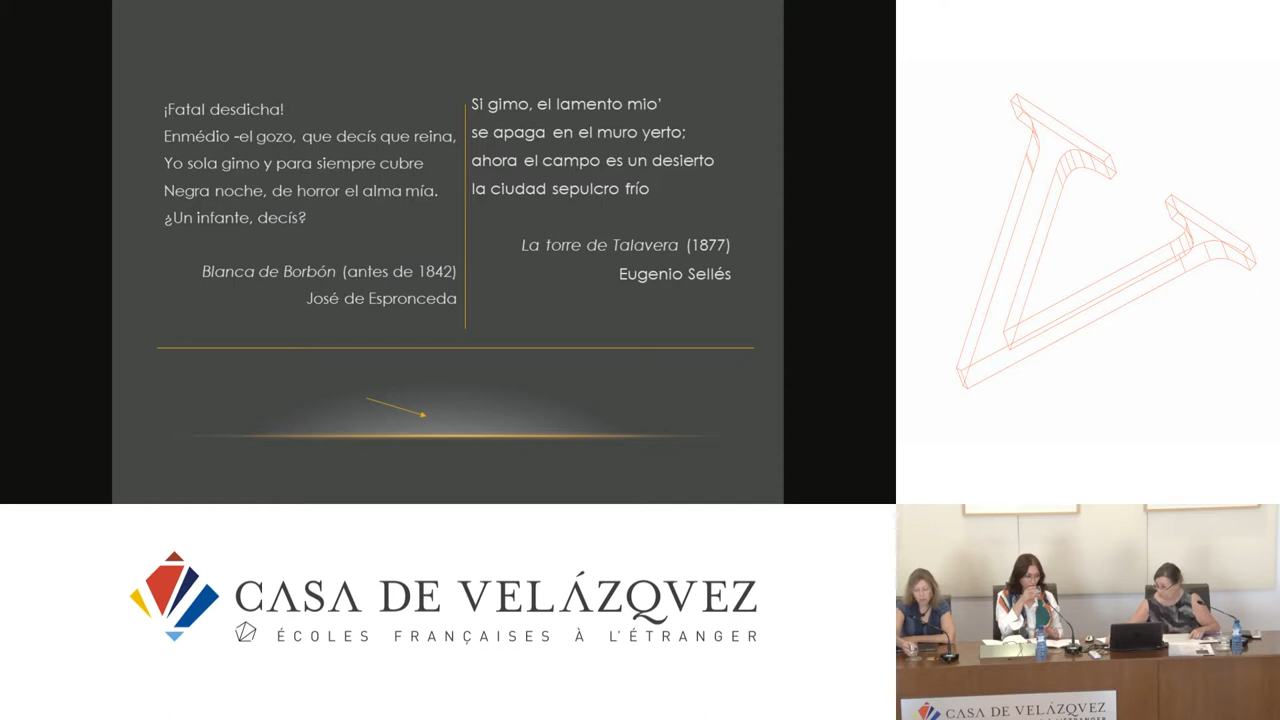 ¡Fatal desdicha!
Enmédio -el gozo, que decís que reina,
Yo sola gimo y para siempre cubre
Negra noche, de horror el alma mía.
¿Un infante, decís?
Blanca de Borbón (antes de 1842)
José de Espronceda
Si gimo, el lamento mio’
se apaga en el muro yerto;
ahora el campo es un desierto
la ciudad sepulcro frío
La torre de Talavera (1877)
Eugenio Sellés
CASA DE VELÁZQVEZ
ÉCOLES FRANÇAISES À L'ÉTRANGER
CASA DE VELÁZQVEZ